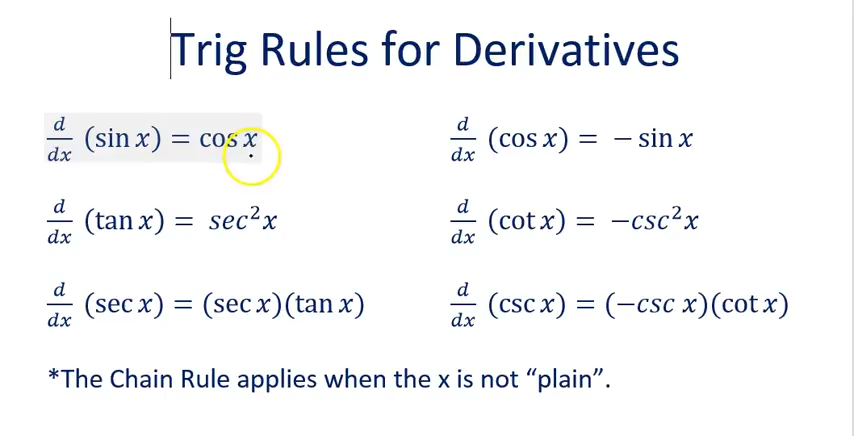 Trig Rules for Derivatives
d/dx (sin x) = cos x
d/dx (cos x) = − sin x
d/dx (tan x) = sec²x
d/dx (cot x) = −csc²x
d/dx (sec x) = (sec x)(tan x)
d/dx (csc x) = (−csc x)(cot x)
*The Chain Rule applies when the x is not “plain”.